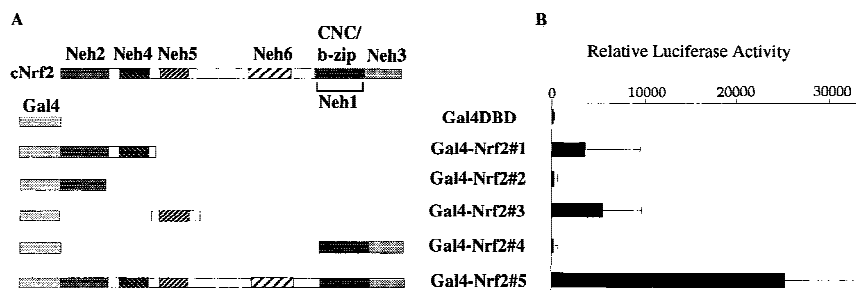 A
B
CNC/
Neh2 Neh4 Neh5 Neh6 b-zip Neh3
cNrf2
Neh1
Gal4
Relative Luciferase Activity
0 10000 20000 30000
Gal4DBD
Gal4-Nrf2#1
Gal4-Nrf2#2
Gal4-Nrf2#3
Gal4-Nrf2#4
Gal4-Nrf2#5